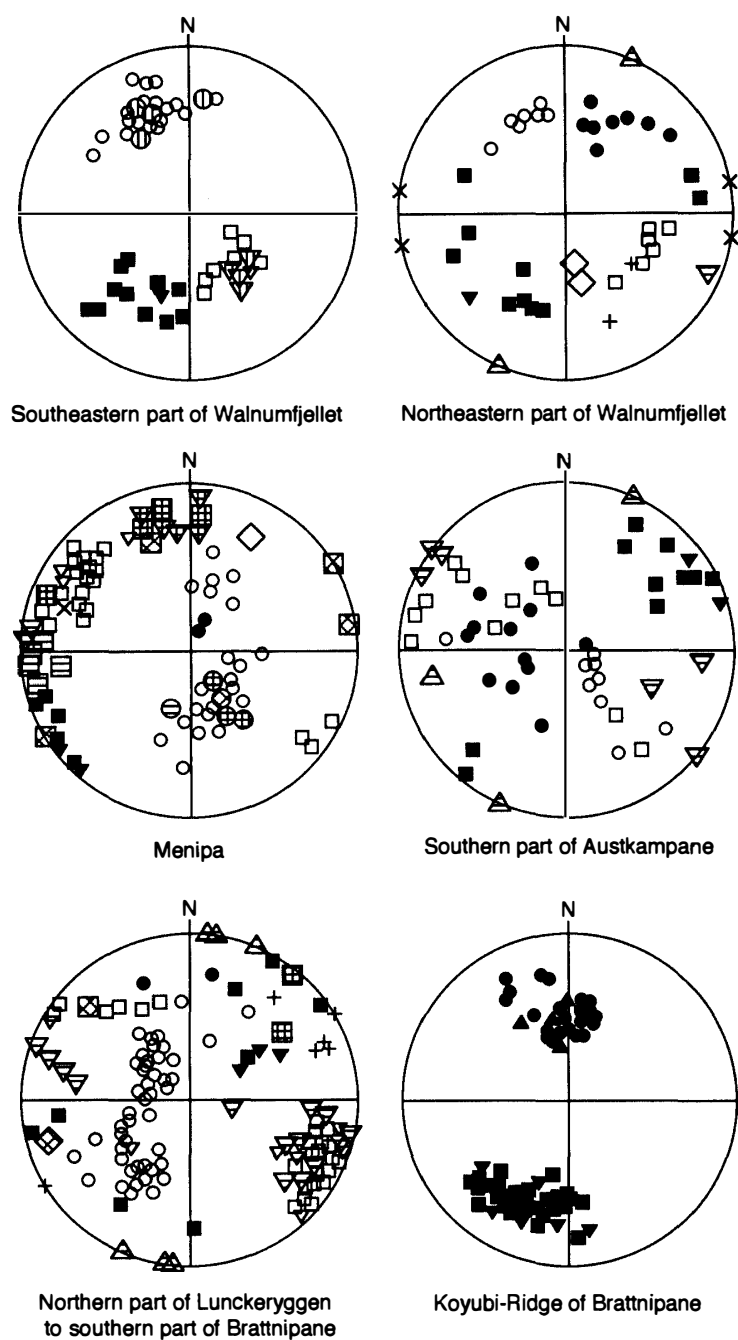 N
N
Southeastern part of Walnumfjellet
Northeastern part of Walnumfjellet
N
N
Menipa
Southern part of Austkampane
N
N
Northern part of Lunckeryggen
to southern part of Brattnipane
Koyubi-Ridge of Brattnipane